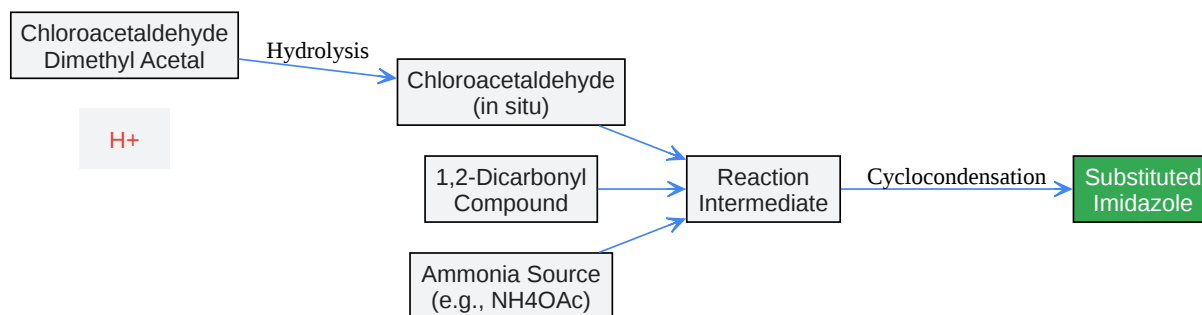 Chloroacetaldehyde
Dimethyl Acetal
Hydrolysis
Chloroacetaldehyde
(in situ)
H+
1,2-Dicarbonyl
Compound
Reaction
Intermediate
Cyclocondensation
Substituted
Imidazole
Ammonia Source
(e.g., NH4OAc)